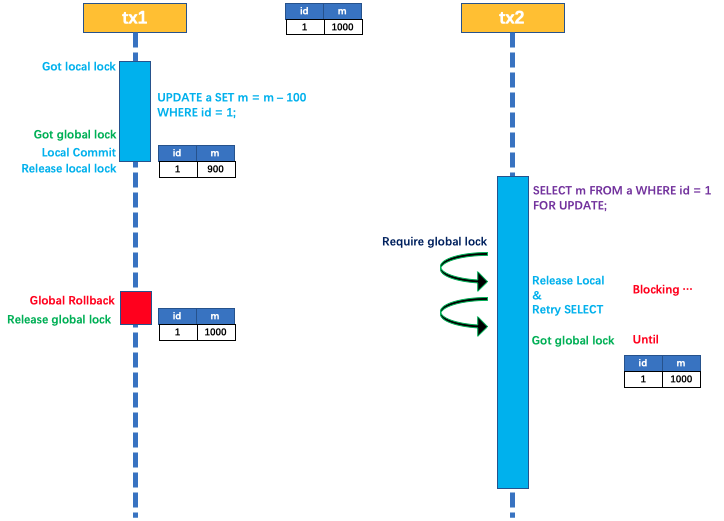 tx1
id m
1 1000
tx2
Got local lock
UPDATE a SET m = m – 100
WHERE id = 1;
Got global lock
Local Commit
Release local lock
id m
1 900
SELECT m FROM a WHERE id = 1
FOR UPDATE;
Require global lock
Release Local
&
Retry SELECT
Blocking ···
Global Rollback
Release global lock
id m
1 1000
Got global lock
Until
id m
1 1000